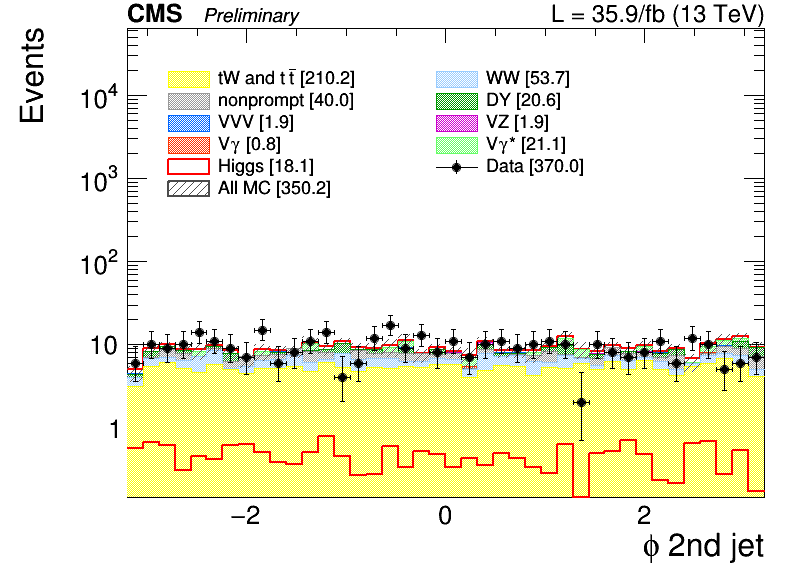 CMS Preliminary L = 35.9/fb (13 TeV)
Events
tW and t t̄ [210.2] WW [53.7]
nonprompt [40.0] DY [20.6]
VVV [1.9] VZ [1.9]
Vγ [0.8] Vγ* [21.1]
Higgs [18.1] Data [370.0]
All MC [350.2]
10⁴
10³
10²
10
1
−2 0 2
ϕ 2nd jet